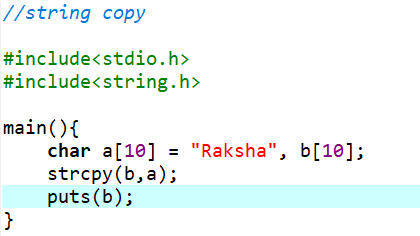 //string copy
#include<stdio.h>
#include<string.h>
main(){
    char a[10] = "Raksha", b[10];
    strcpy(b,a);
    puts(b);
}